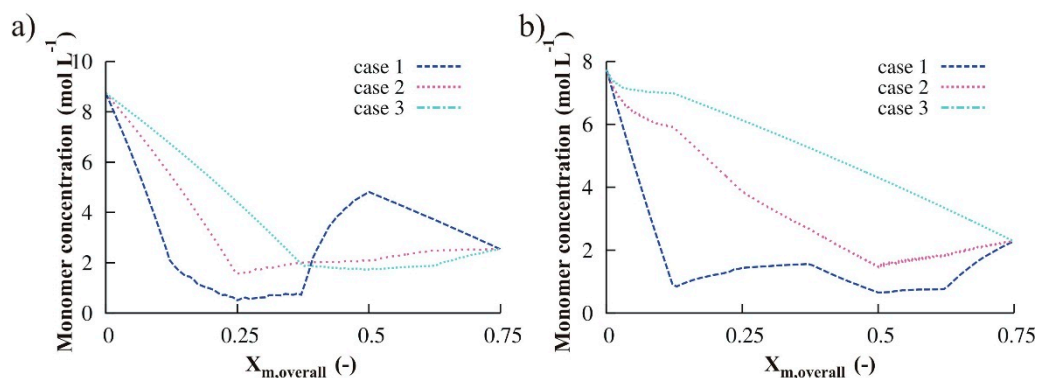 a)
Monomer concentration (mol L-1)
10
8
6
4
2
0
case 1
case 2
case 3
0
0.25
0.5
0.75
Xm,overall (-)
b)
Monomer concentration (mol L-1)
8
6
4
2
0
case 1
case 2
case 3
0
0.25
0.5
0.75
Xm,overall (-)